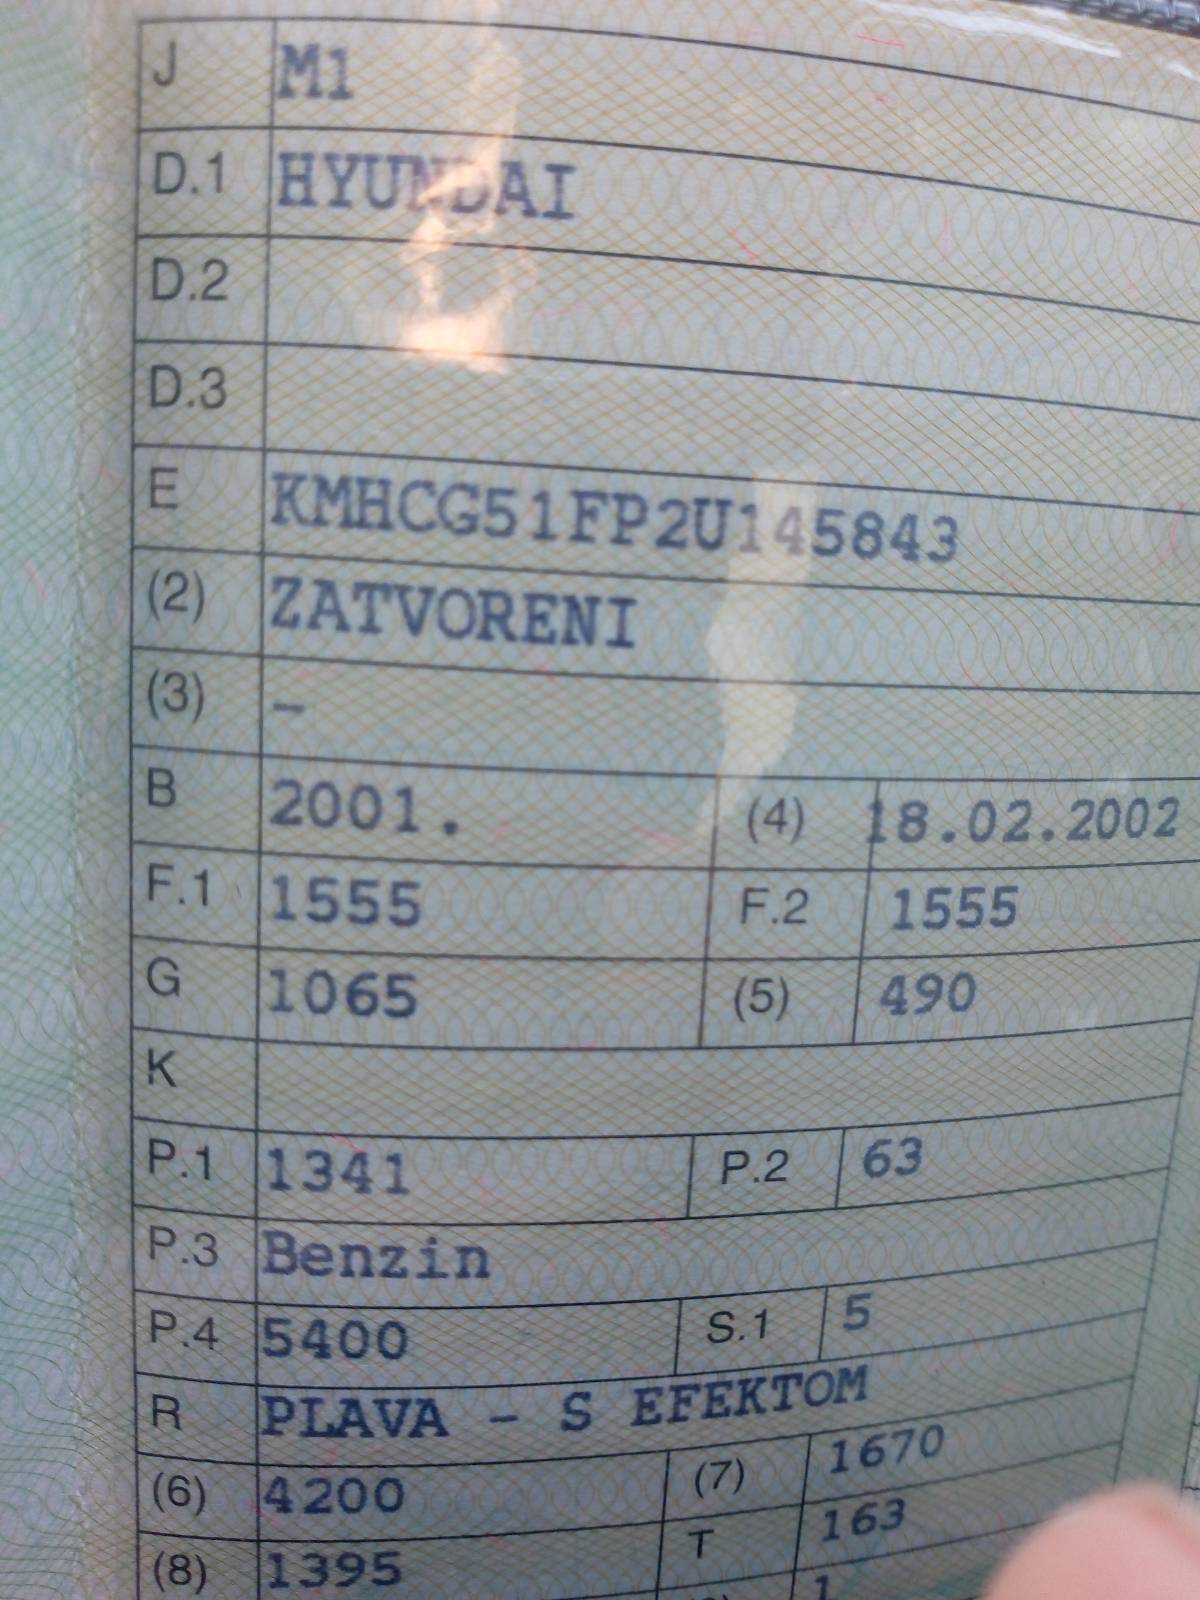 J M1
D.1 HYUNDAI
D.2
D.3
E KMHCG51FP2U145843
(2) ZATVORENI
(3) –
B 2001. (4) 18.02.2002
F.1 1555 F.2 1555
G 1065 (5) 490
K
P.1 1341 P.2 63
P.3 Benzin
P.4 5400 S.1 5
R PLAVA - S EFEKTOM
(6) 4200 (7) 1670
(8) 1395 T 163
1